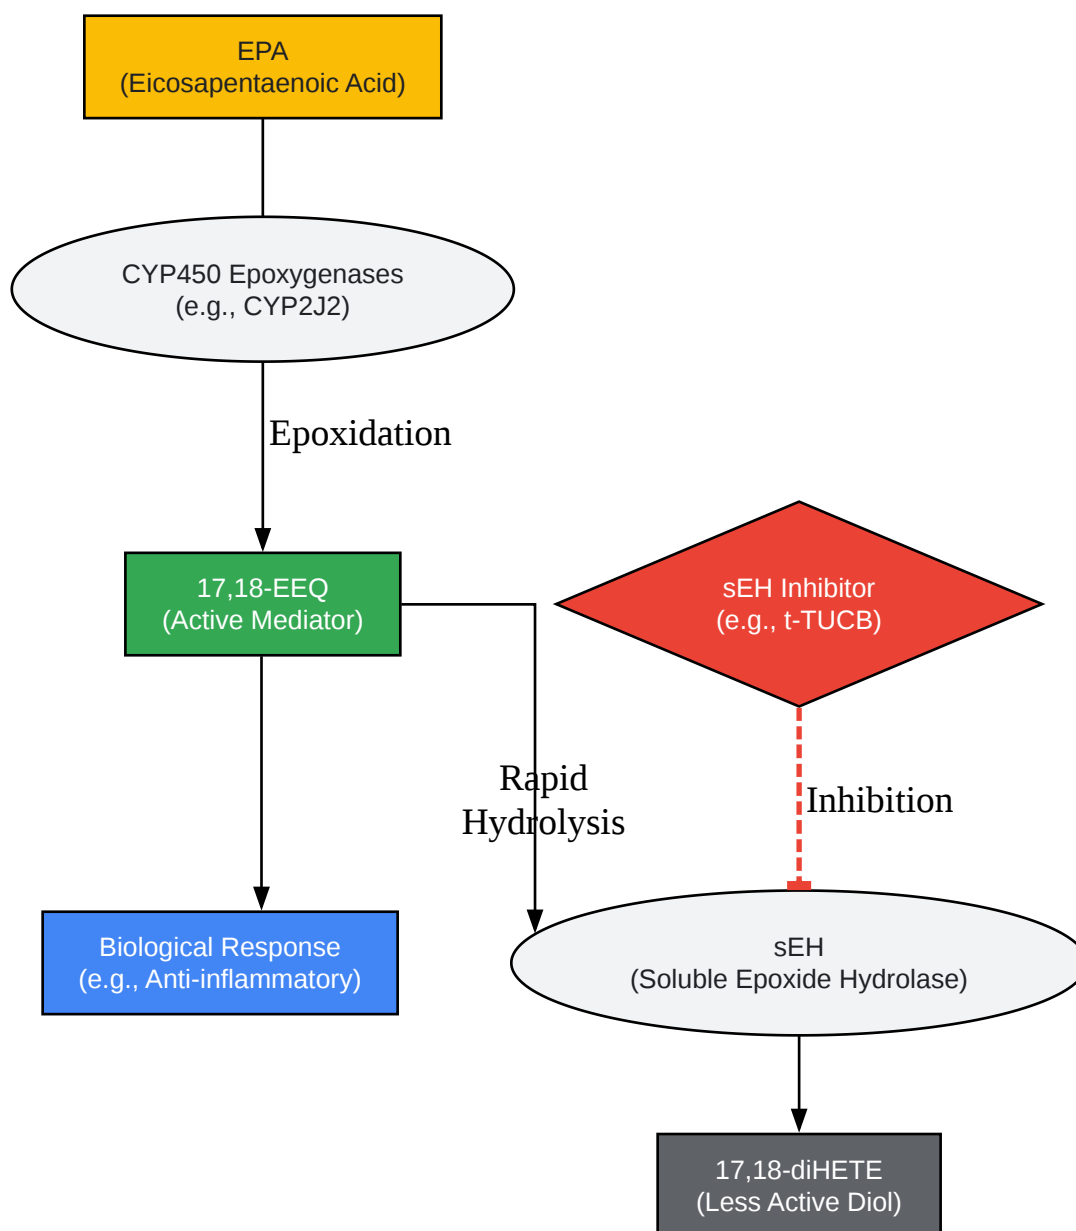 EPA
(Eicosapentaenoic Acid)
CYP450 Epoxygenases
(e.g., CYP2J2)
Epoxidation
17,18-EEQ
(Active Mediator)
sEH Inhibitor
(e.g., t-TUCB)
Rapid
Hydrolysis
Inhibition
Biological Response
(e.g., Anti-inflammatory)
sEH
(Soluble Epoxide Hydrolase)
17,18-diHETE
(Less Active Diol)